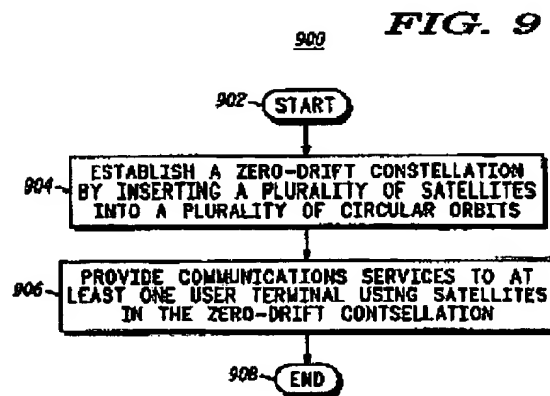 FIG. 9
900
902
START
904
ESTABLISH A ZERO-DRIFT CONSTELLATION
BY INSERTING A PLURALITY OF SATELLITES
INTO A PLURALITY OF CIRCULAR ORBITS
906
PROVIDE COMMUNICATIONS SERVICES TO AT
LEAST ONE USER TERMINAL USING SATELLITES
IN THE ZERO-DRIFT CONTSELLATION
908
END